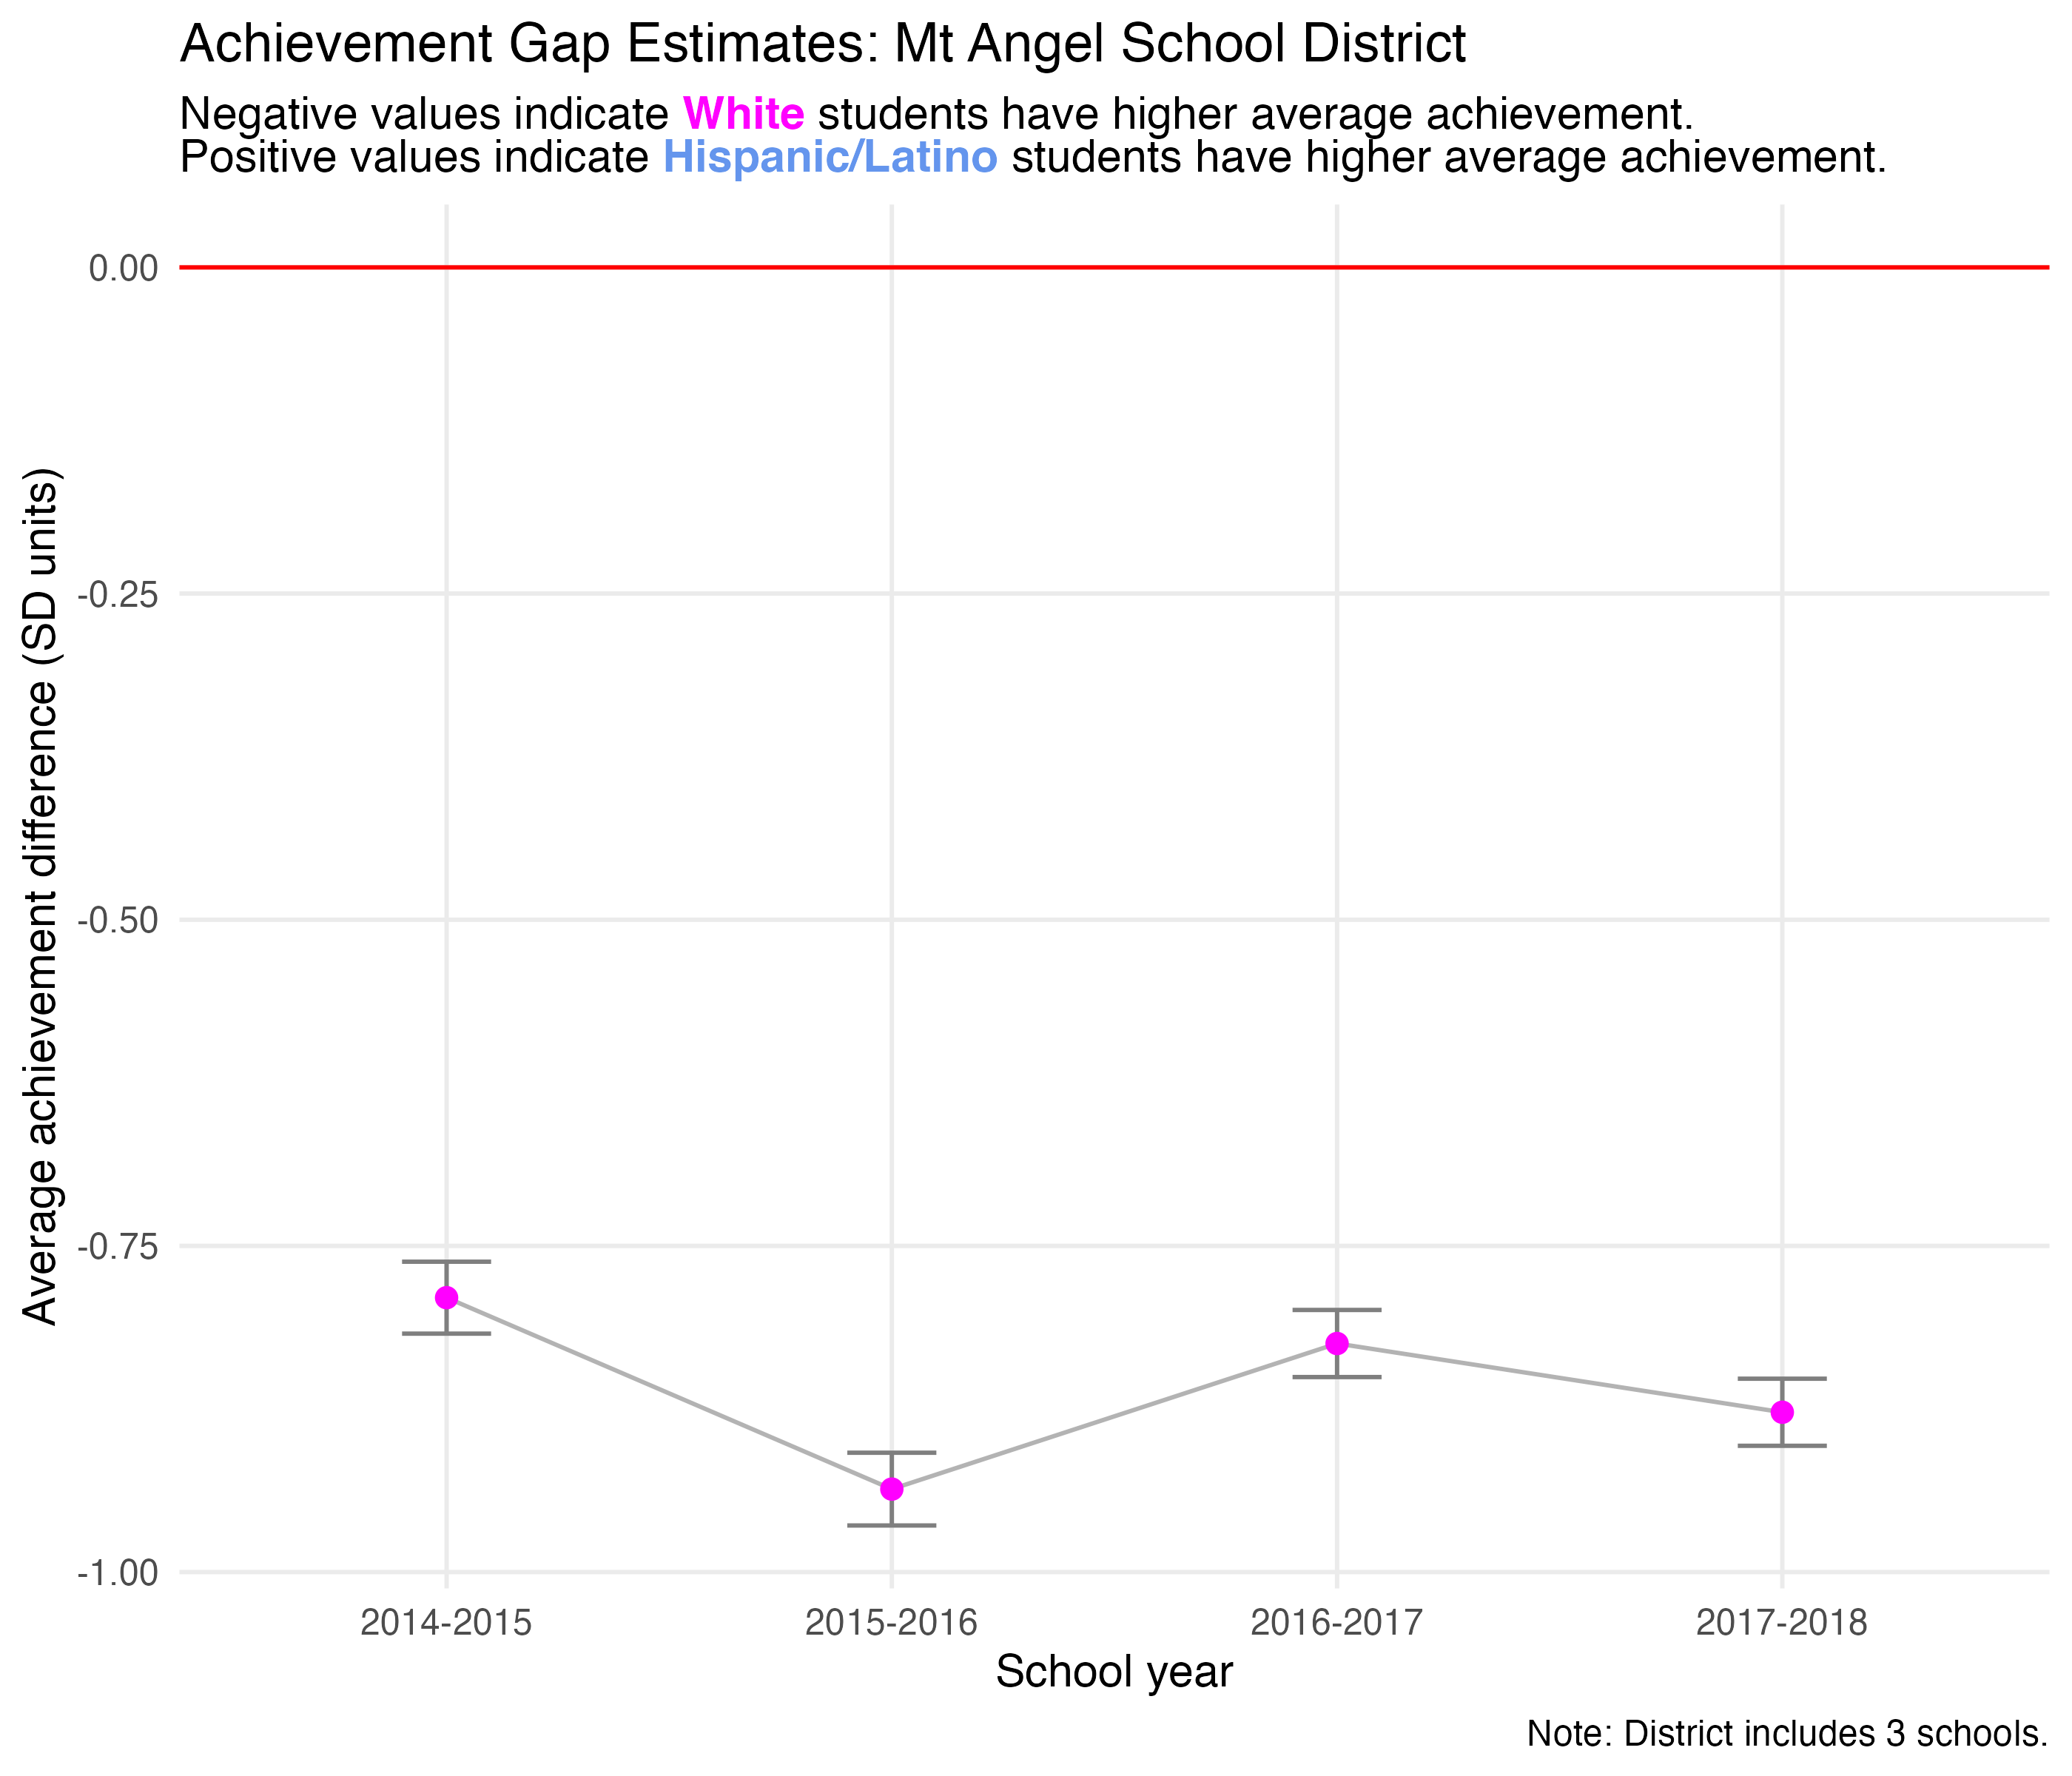 Achievement Gap Estimates: Mt Angel School District
Negative values indicate White students have higher average achievement.
Positive values indicate Hispanic/Latino students have higher average achievement.
Average achievement difference (SD units)
0.00
-0.25
-0.50
-0.75
-1.00
2014-2015
2015-2016
2016-2017
2017-2018
School year
Note: District includes 3 schools.